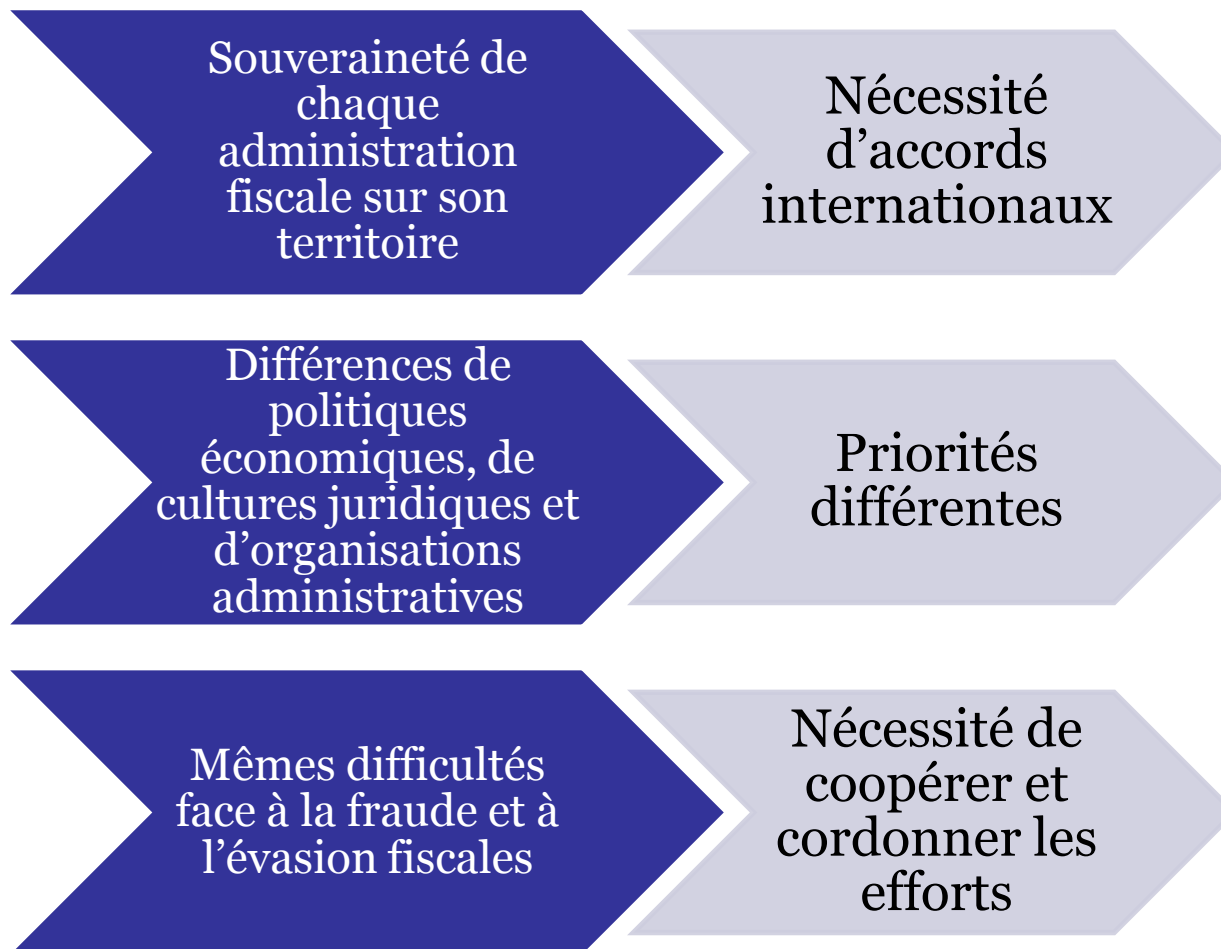 Souveraineté de
chaque
administration
fiscale sur son
territoire
Nécessité
d’accords
internationaux
Différences de
politiques
économiques, de
cultures juridiques et
d’organisations
administratives
Priorités
différentes
Mêmes difficultés
face à la fraude et à
l’évasion fiscales
Nécessité de
coopérer et
cordonner les
efforts